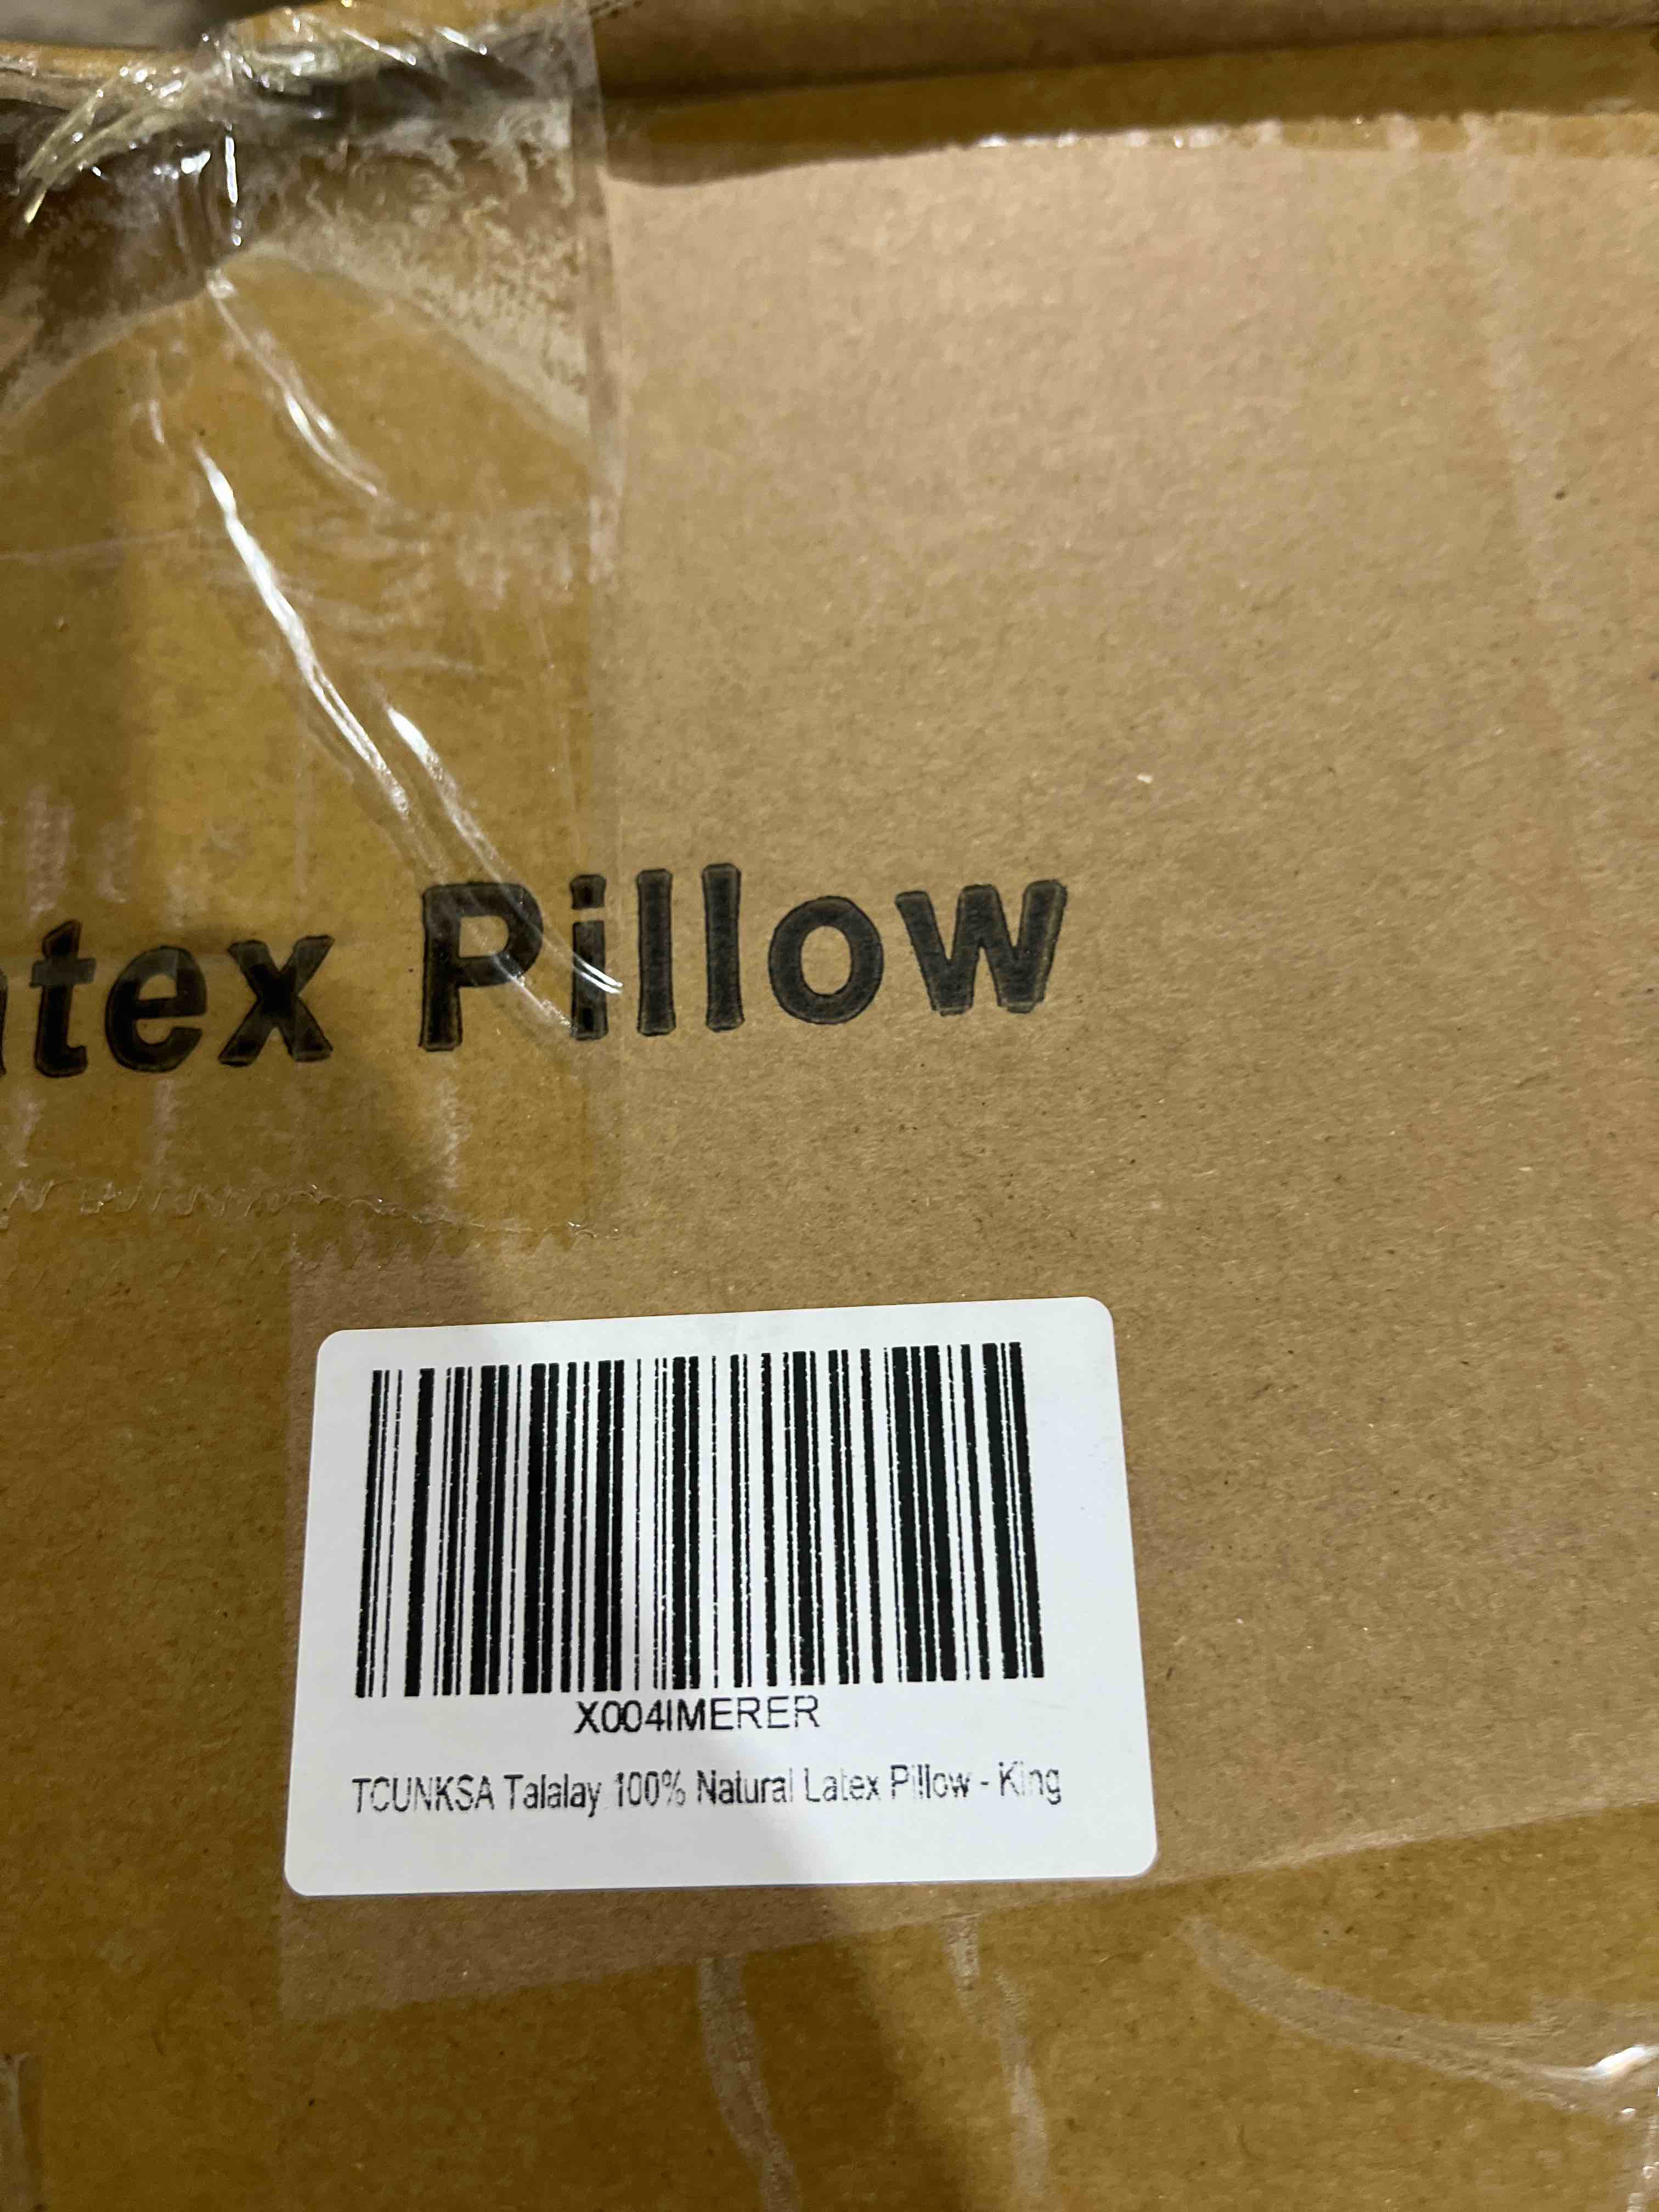 atex Pillow
X004IMERER
TCUNKSA Talalay 100% Natural Latex Pillow - King